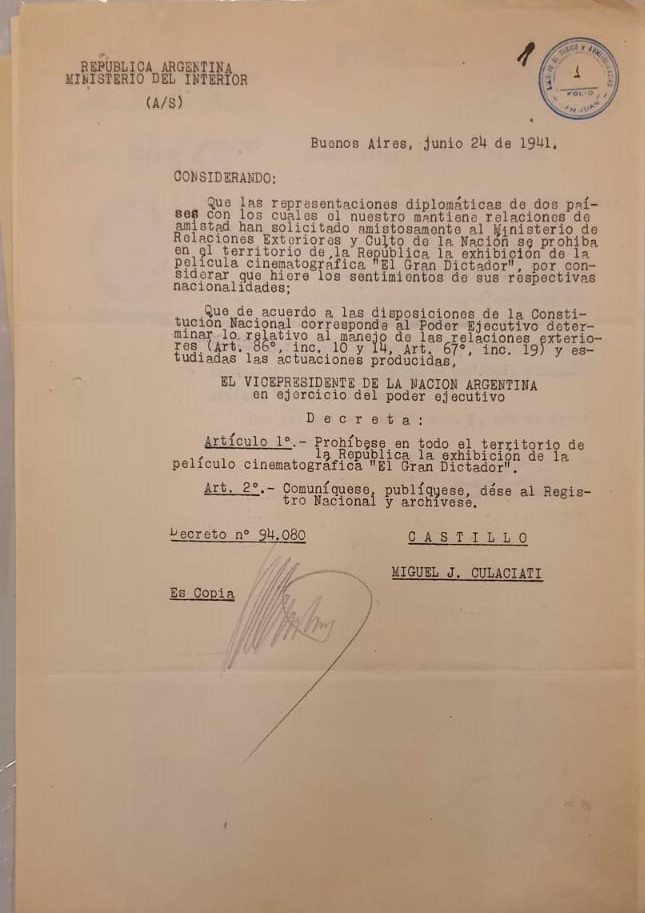 REPÚBLICA ARGENTINA
MINISTERIO DEL INTERIOR
(A/S)
1
1
FOLIO
Buenos Aires, junio 24 de 1941.
CONSIDERANDO:
Que las representaciones diplomáticas de dos paí-
ses con los cuales el nuestro mantiene relaciones de
amistad han solicitado amistosamente al Ministerio de
Relaciones Exteriores y Culto de la Nación se prohiba
en el territorio de la República la exhibición de la
película cinematográfica "El Gran Dictador", por con-
siderar que hiere los sentimientos de sus respectivas
nacionalidades;
Que de acuerdo a las disposiciones de la Consti-
tución Nacional corresponde al Poder Ejecutivo deter-
minar lo relativo al manejo de las relaciones exterio-
res (Art. 86°, inc. 10 y 14, Art. 67°, inc. 19) y es-
tudiadas las actuaciones producidas,
EL VICEPRESIDENTE DE LA NACION ARGENTINA
en ejercicio del poder ejecutivo
D e c r e t a :
Artículo 1°.- Prohíbese en todo el territorio de
la República la exhibición de la
película cinematográfica "El Gran Dictador".
Art. 2°.- Comuníquese, publíquese, dése al Regis-
tro Nacional y archívese.
Decreto n° 94.080
C A S T I L L O
MIGUEL J. CULACIATI
Es Copia